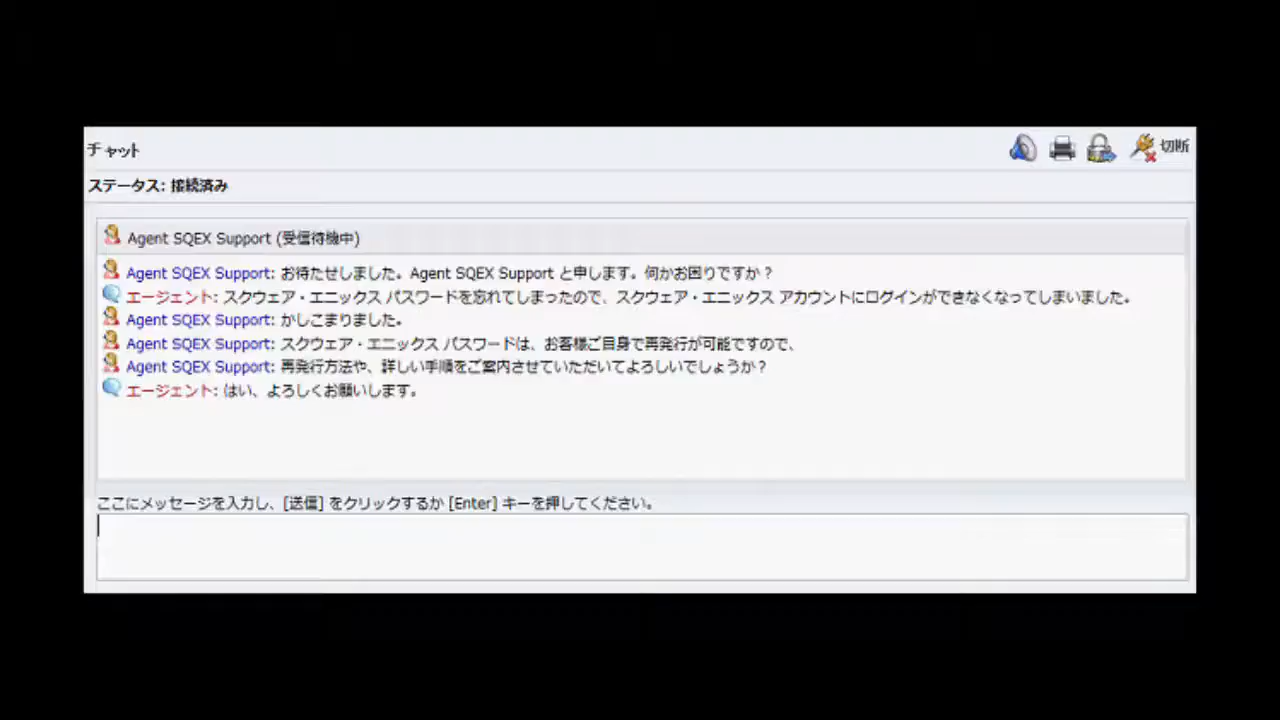 チャット
切断
ステータス: 接続済み
Agent SQEX Support (受信待機中)
Agent SQEX Support: お待たせしました。Agent SQEX Support と申します。何かお困りですか？
エージェント: スクウェア・エニックス パスワードを忘れてしまったので、スクウェア・エニックス アカウントにログインができなくなってしまいました。
Agent SQEX Support: かしこまりました。
Agent SQEX Support: スクウェア・エニックス パスワードは、お客様ご自身で再発行が可能ですので、
Agent SQEX Support: 再発行方法や、詳しい手順をご案内させていただいてよろしいでしょうか？
エージェント: はい、よろしくお願いします。
ここにメッセージを入力し、[送信] をクリックするか [Enter] キーを押してください。